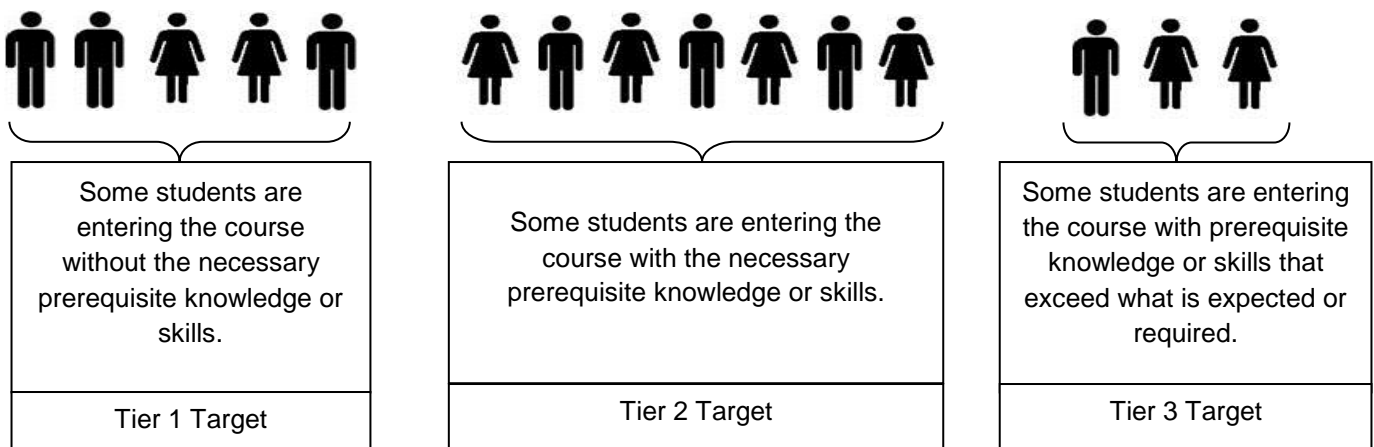 Some students are
entering the course
without the necessary
prerequisite knowledge or
skills.
Tier 1 Target
Some students are entering the
course with the necessary
prerequisite knowledge or skills.
Tier 2 Target
Some students are entering
the course with prerequisite
knowledge or skills that
exceed what is expected or
required.
Tier 3 Target